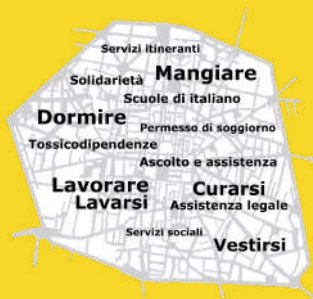 Servizi itineranti
Solidarietà Mangiare
Scuole di italiano
Dormire
Permesso di soggiorno
Tossicodipendenze
Ascolto e assistenza
Lavorare Curarsi
Lavarsi Assistenza legale
Servizi sociali
Vestirsi